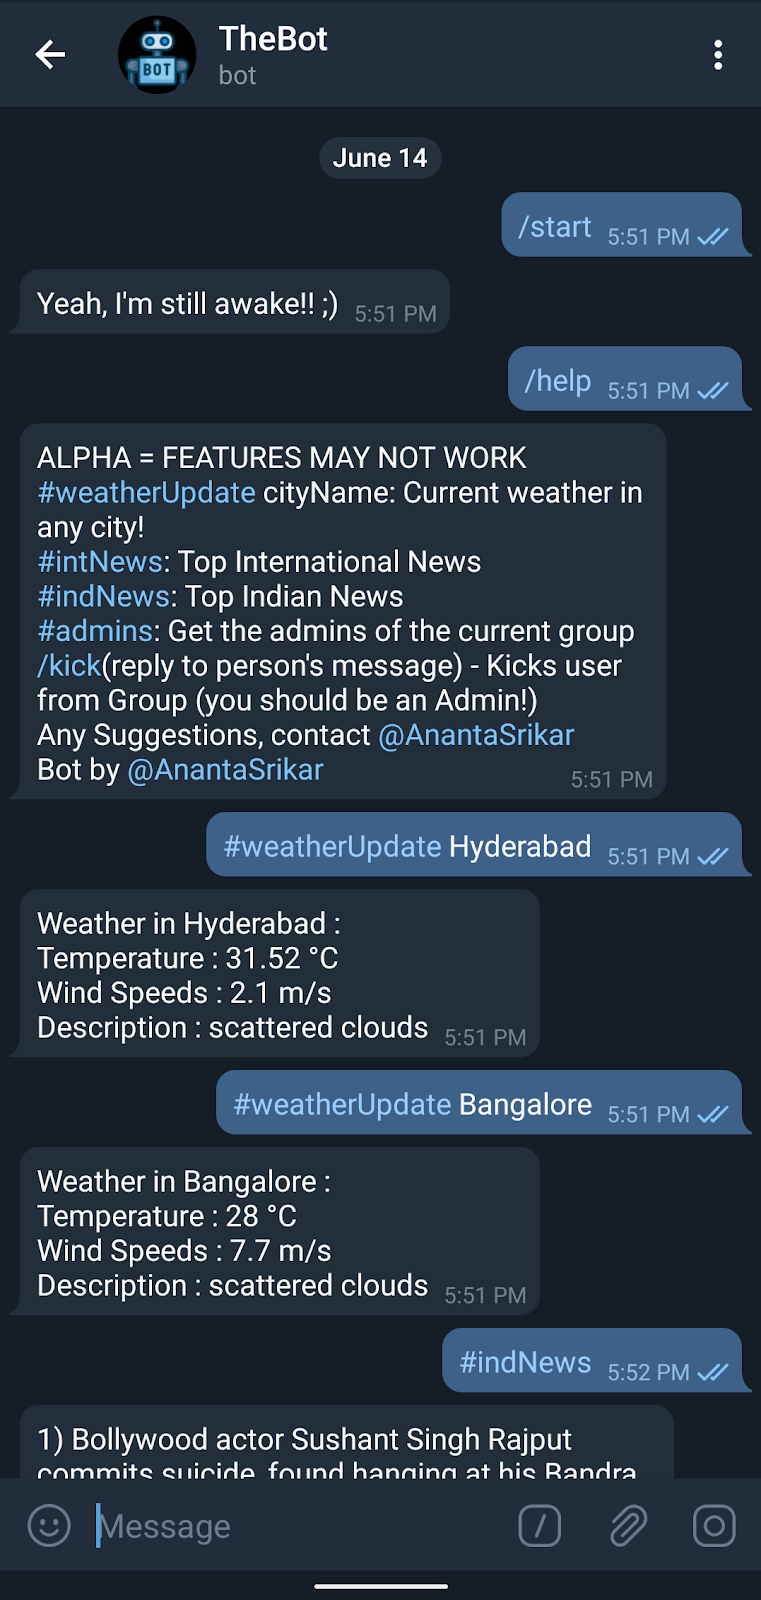 TheBot
BOT
bot
June 14
/start 5:51 PM
Yeah, I'm still awake!! ;) 5:51 PM
/help 5:51 PM
ALPHA = FEATURES MAY NOT WORK
#weatherUpdate cityName: Current weather in
any city!
#intNews: Top International News
#indNews: Top Indian News
#admins: Get the admins of the current group
/kick(reply to person's message) - Kicks user
from Group (you should be an Admin!)
Any Suggestions, contact @AnantaSrikar
Bot by @AnantaSrikar 5:51 PM
#weatherUpdate Hyderabad 5:51 PM
Weather in Hyderabad :
Temperature : 31.52 °C
Wind Speeds : 2.1 m/s
Description : scattered clouds 5:51 PM
#weatherUpdate Bangalore 5:51 PM
Weather in Bangalore :
Temperature : 28 °C
Wind Speeds : 7.7 m/s
Description : scattered clouds 5:51 PM
#indNews 5:52 PM
1) Bollywood actor Sushant Singh Rajput
commits suicide, found hanging at his Bandra
Message